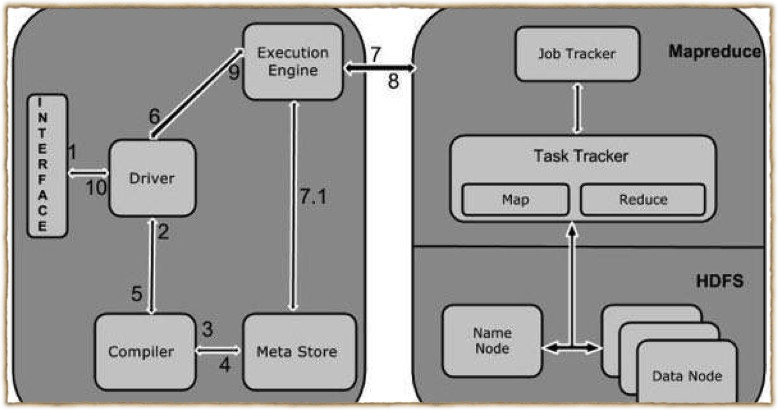 Execution
Engine
7
8
Job Tracker
Mapreduce
9
6
I
N
T
E
R
F
A
C
E
1
10
Driver
Task Tracker
Map
Reduce
7.1
2
5
HDFS
Compiler
3
4
Meta Store
Name
Node
Data Node